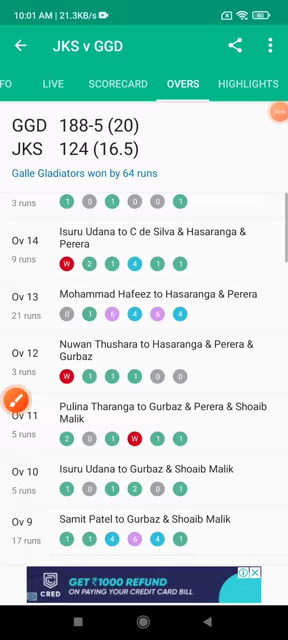 10:01 AM | 21.3KB/s
60
JKS v GGD
FO LIVE SCORECARD OVERS HIGHLIGHTS
GGD 188-5 (20)
JKS 124 (16.5)
Galle Gladiators won by 64 runs
3 runs 1 0 1 0 0 1
Ov 14 Isuru Udana to C de Silva & Hasaranga &
Perera
9 runs W 2 1 4 1 1
Ov 13 Mohammad Hafeez to Hasaranga & Perera
21 runs 0 1 6 4 6 4
Ov 12 Nuwan Thushara to Hasaranga & Perera &
Gurbaz
3 runs W 1 1 1 0 0
Ov 11 Pulina Tharanga to Gurbaz & Perera & Shoaib
Malik
5 runs 2 0 1 W 1 1
Ov 10 Isuru Udana to Gurbaz & Shoaib Malik
5 runs 1 0 1 2 0 1
Ov 9 Samit Patel to Gurbaz & Shoaib Malik
17 runs 1 1 4 6 4 1
CRED
GET ₹1000 REFUND
ON PAYING YOUR CREDIT CARD BILL